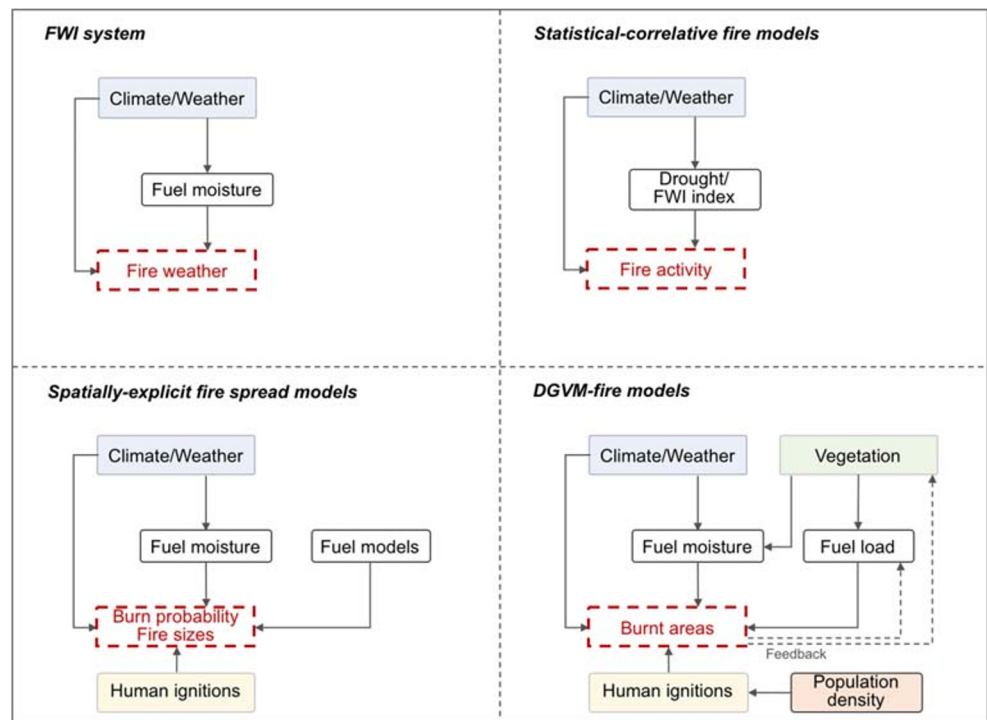 FWI system
Climate/Weather
Fuel moisture
Fire weather
Statistical-correlative fire models
Climate/Weather
Drought/
FWI index
Fire activity
Spatially-explicit fire spread models
Climate/Weather
Fuel moisture
Fuel models
Burn probability
Fire sizes
Human ignitions
DGVM-fire models
Climate/Weather
Vegetation
Fuel moisture
Fuel load
Burnt areas
Feedback
Human ignitions
Population
density